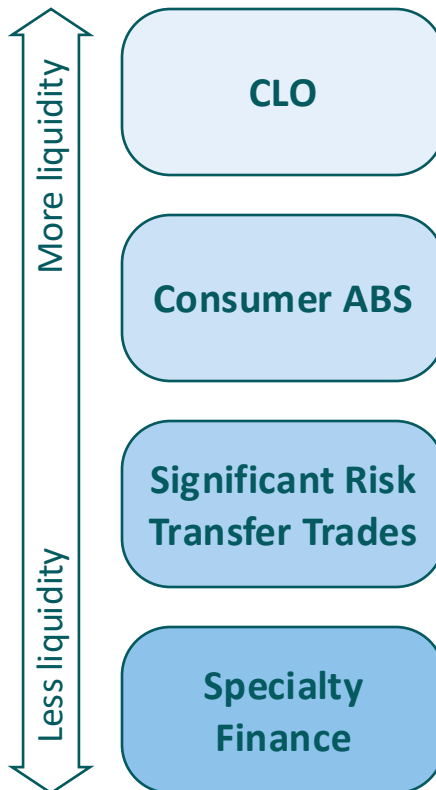 More liquidity
Less liquidity
CLO
Consumer ABS
Significant Risk
Transfer Trades
Specialty
Finance